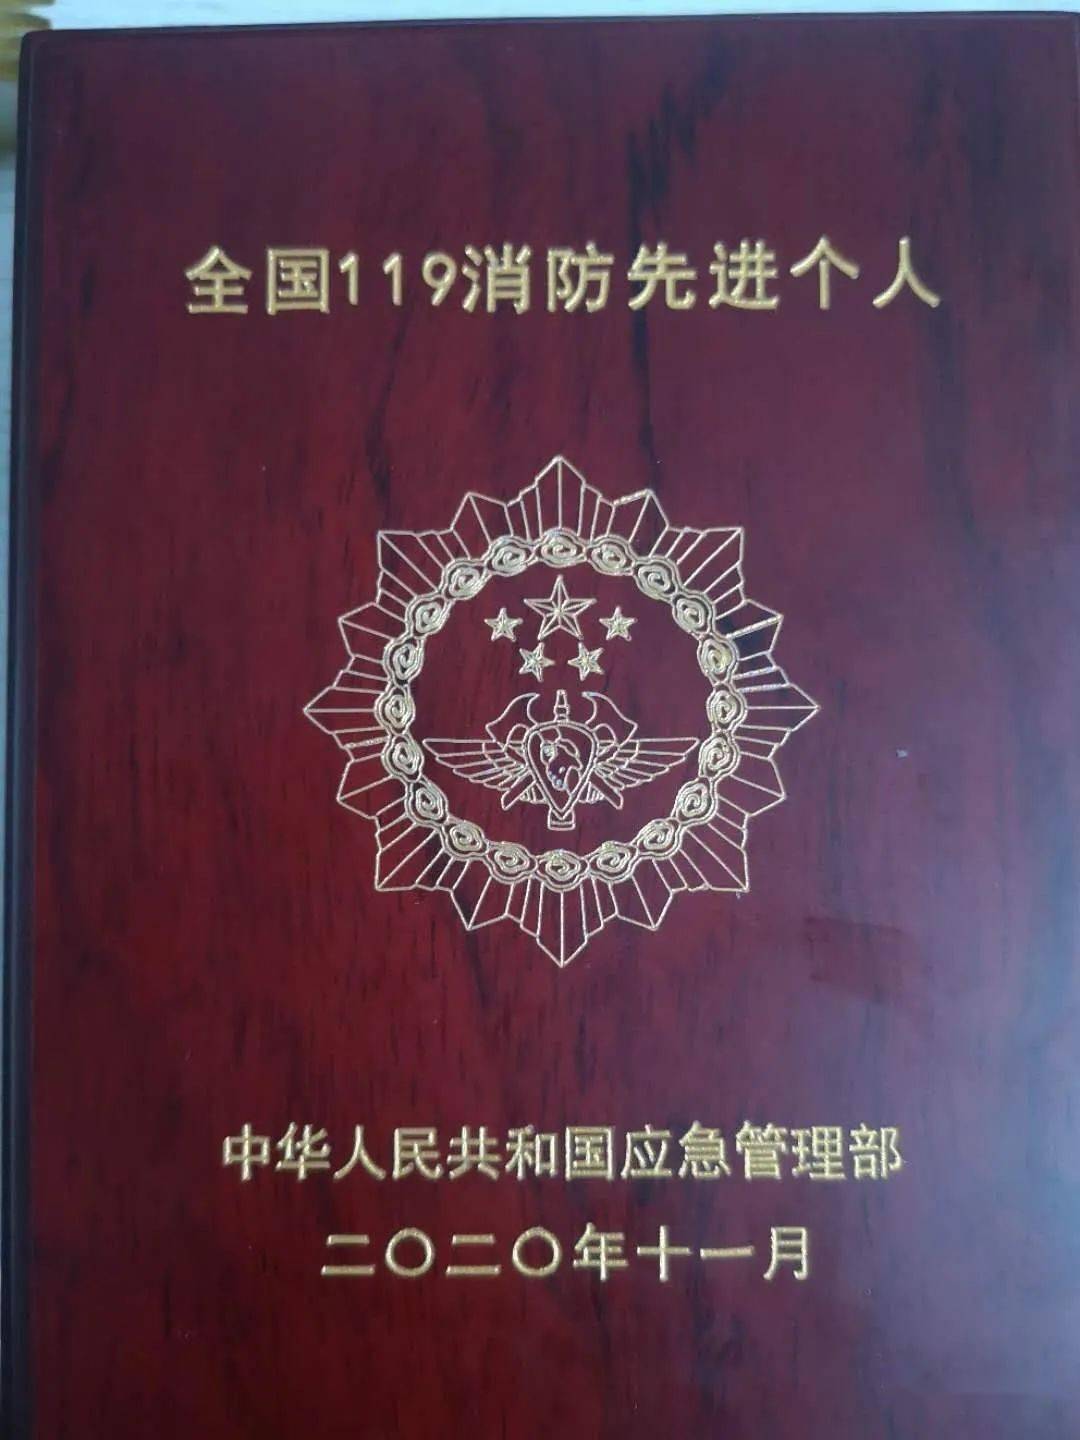 全国119消防先进个人
中华人民共和国应急管理部
二〇二〇年十一月